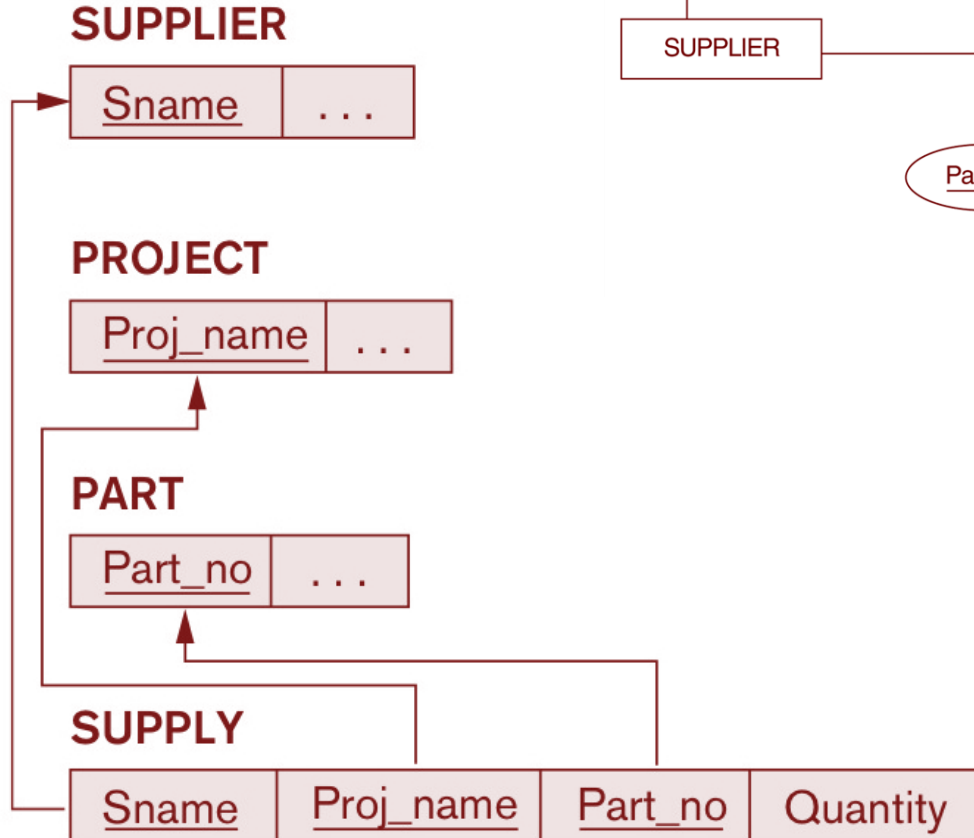 SUPPLIER
Sname ...
SUPPLIER
PROJECT
Proj_name ...
PART
Part_no ...
SUPPLY
Sname Proj_name Part_no Quantity